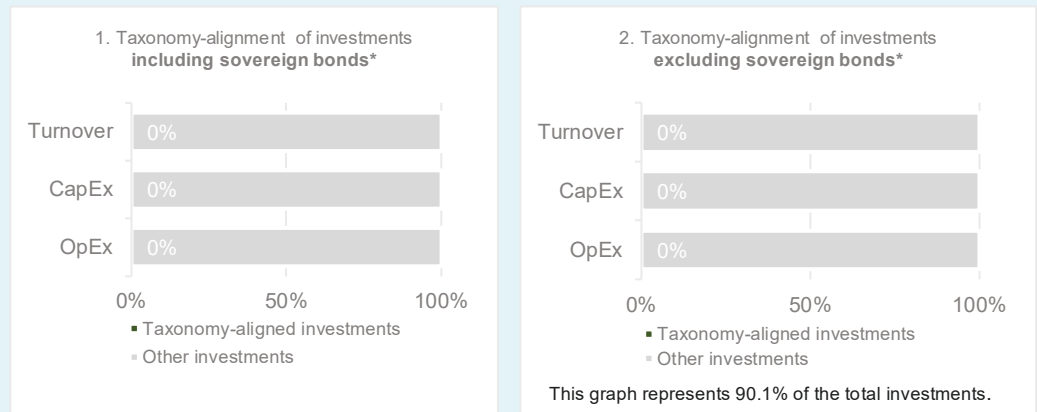 1. Taxonomy-alignment of investments
including sovereign bonds*
Turnover 0%
CapEx 0%
OpEx 0%
0% 50% 100%
Taxonomy-aligned investments
Other investments
2. Taxonomy-alignment of investments
excluding sovereign bonds*
Turnover 0%
CapEx 0%
OpEx 0%
0% 50% 100%
Taxonomy-aligned investments
Other investments
This graph represents 90.1% of the total investments.